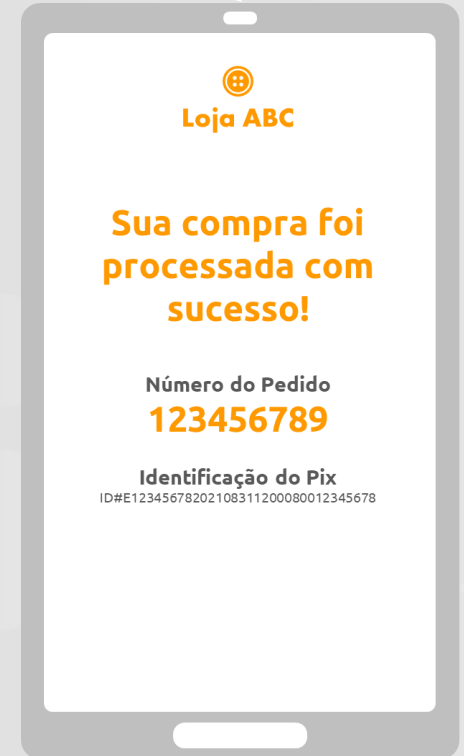 Loja ABC
Sua compra foi
processada com
sucesso!
Número do Pedido
123456789
Identificação do Pix
ID#E12345678202108311200080012345678